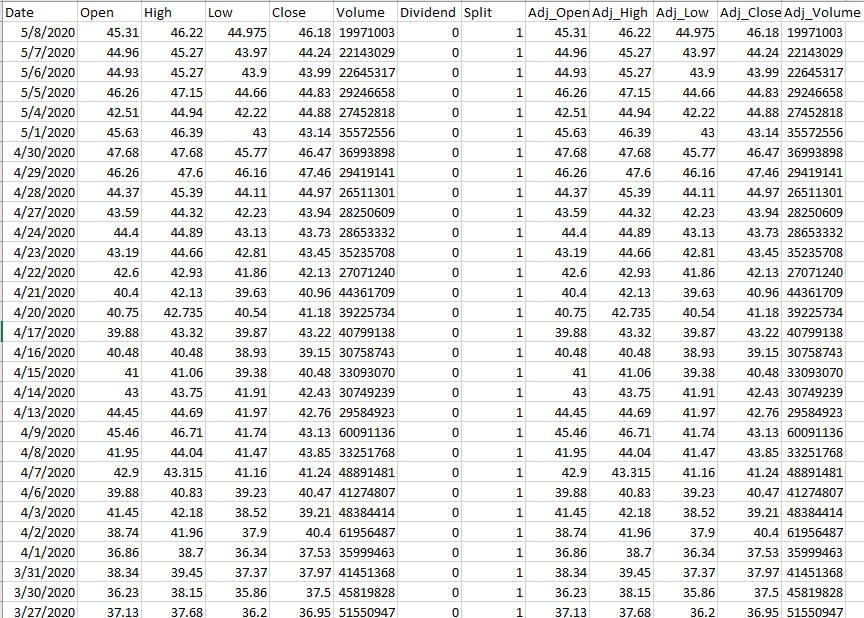 Date Open High Low Close Volume Dividend Split Adj_Open Adj_High Adj_Low Adj_Close Adj_Volume
5/8/2020 45.31 46.22 44.975 46.18 19971003 0 1 45.31 46.22 44.975 46.18 19971003
5/7/2020 44.96 45.27 43.97 44.24 22143029 0 1 44.96 45.27 43.97 44.24 22143029
5/6/2020 44.93 45.27 43.9 43.99 22645317 0 1 44.93 45.27 43.9 43.99 22645317
5/5/2020 46.26 47.15 44.66 44.83 29246658 0 1 46.26 47.15 44.66 44.83 29246658
5/4/2020 42.51 44.94 42.22 44.88 27452818 0 1 42.51 44.94 42.22 44.88 27452818
5/1/2020 45.63 46.39 43 43.14 35572556 0 1 45.63 46.39 43 43.14 35572556
4/30/2020 47.68 47.68 45.77 46.47 36993898 0 1 47.68 47.68 45.77 46.47 36993898
4/29/2020 46.26 47.6 46.16 47.46 29419141 0 1 46.26 47.6 46.16 47.46 29419141
4/28/2020 44.37 45.39 44.11 44.97 26511301 0 1 44.37 45.39 44.11 44.97 26511301
4/27/2020 43.59 44.32 42.23 43.94 28250609 0 1 43.59 44.32 42.23 43.94 28250609
4/24/2020 44.4 44.89 43.13 43.73 28653332 0 1 44.4 44.89 43.13 43.73 28653332
4/23/2020 43.19 44.66 42.81 43.45 35235708 0 1 43.19 44.66 42.81 43.45 35235708
4/22/2020 42.6 42.93 41.86 42.13 27071240 0 1 42.6 42.93 41.86 42.13 27071240
4/21/2020 40.4 42.13 39.63 40.96 44361709 0 1 40.4 42.13 39.63 40.96 44361709
4/20/2020 40.75 42.735 40.54 41.18 39225734 0 1 40.75 42.735 40.54 41.18 39225734
4/17/2020 39.88 43.32 39.87 43.22 40799138 0 1 39.88 43.32 39.87 43.22 40799138
4/16/2020 40.48 40.48 38.93 39.15 30758743 0 1 40.48 40.48 38.93 39.15 30758743
4/15/2020 41 41.06 39.38 40.48 33093070 0 1 41 41.06 39.38 40.48 33093070
4/14/2020 43 43.75 41.91 42.43 30749239 0 1 43 43.75 41.91 42.43 30749239
4/13/2020 44.45 44.69 41.97 42.76 29584923 0 1 44.45 44.69 41.97 42.76 29584923
4/9/2020 45.46 46.71 41.74 43.13 60091136 0 1 45.46 46.71 41.74 43.13 60091136
4/8/2020 41.95 44.04 41.47 43.85 33251768 0 1 41.95 44.04 41.47 43.85 33251768
4/7/2020 42.9 43.315 41.16 41.24 48891481 0 1 42.9 43.315 41.16 41.24 48891481
4/6/2020 39.88 40.83 39.23 40.47 41274807 0 1 39.88 40.83 39.23 40.47 41274807
4/3/2020 41.45 42.18 38.52 39.21 48384414 0 1 41.45 42.18 38.52 39.21 48384414
4/2/2020 38.74 41.96 37.9 40.4 61956487 0 1 38.74 41.96 37.9 40.4 61956487
4/1/2020 36.86 38.7 36.34 37.53 35999463 0 1 36.86 38.7 36.34 37.53 35999463
3/31/2020 38.34 39.45 37.37 37.97 41451368 0 1 38.34 39.45 37.37 37.97 41451368
3/30/2020 36.23 38.15 35.86 37.5 45819828 0 1 36.23 38.15 35.86 37.5 45819828
3/27/2020 37.13 37.68 36.2 36.95 51550947 0 1 37.13 37.68 36.2 36.95 51550947